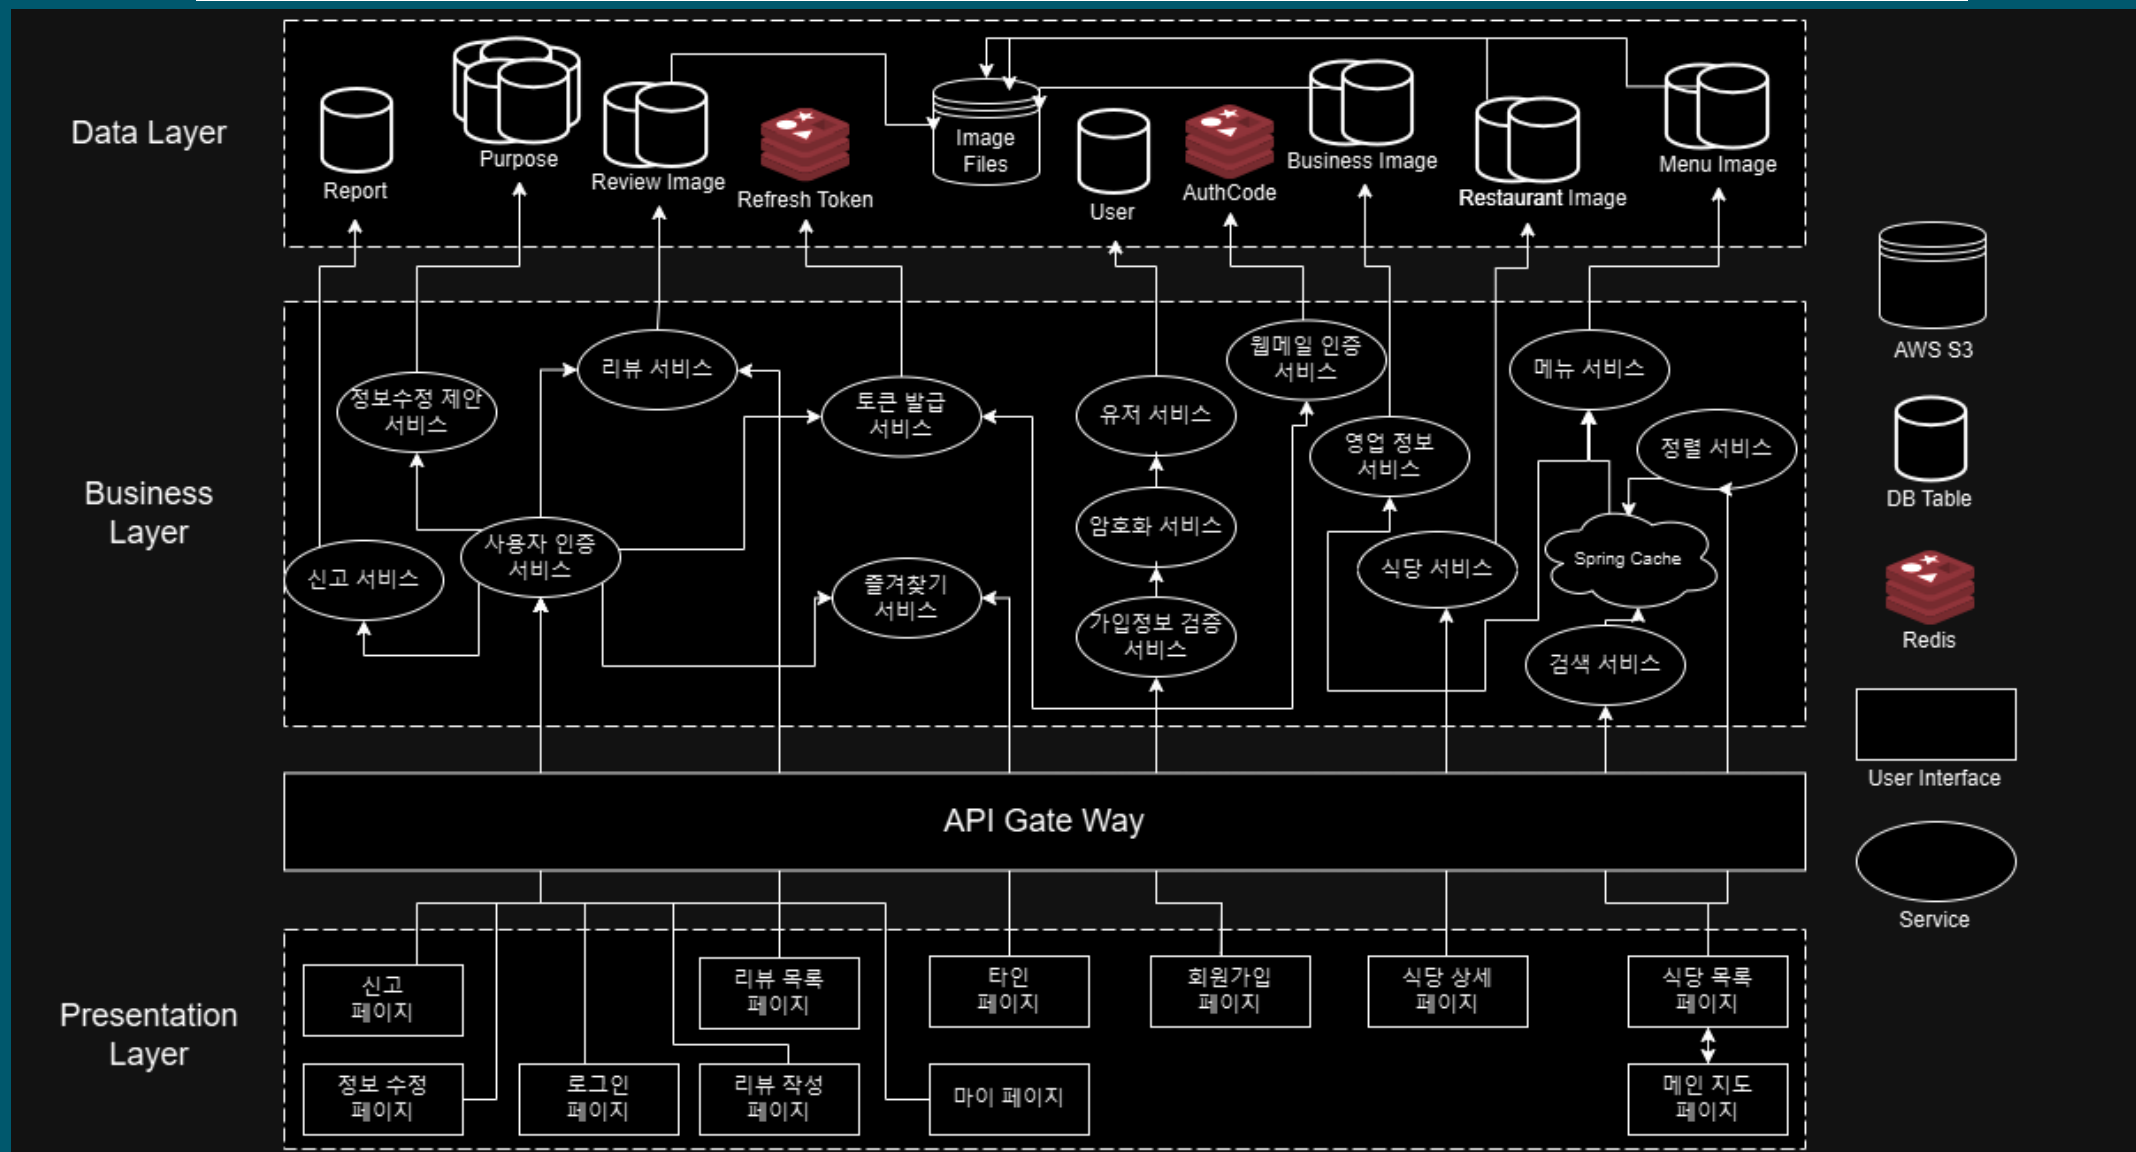 Data Layer
Report
Purpose
Review Image
Refresh Token
Image
Files
User
AuthCode
Business Image
Restaurant Image
Menu Image
AWS S3
DB Table
Redis
User Interface
Service
Business
Layer
정보수정 제안
서비스
리뷰 서비스
토큰 발급
서비스
유저 서비스
웹메일 인증
서비스
영업 정보
서비스
메뉴 서비스
정렬 서비스
신고 서비스
사용자 인증
서비스
즐겨찾기
서비스
암호화 서비스
가입정보 검증
서비스
식당 서비스
Spring Cache
검색 서비스
API Gate Way
Presentation
Layer
신고
페이지
리뷰 목록
페이지
타인
페이지
회원가입
페이지
식당 상세
페이지
식당 목록
페이지
정보 수정
페이지
로그인
페이지
리뷰 작성
페이지
마이 페이지
메인 지도
페이지